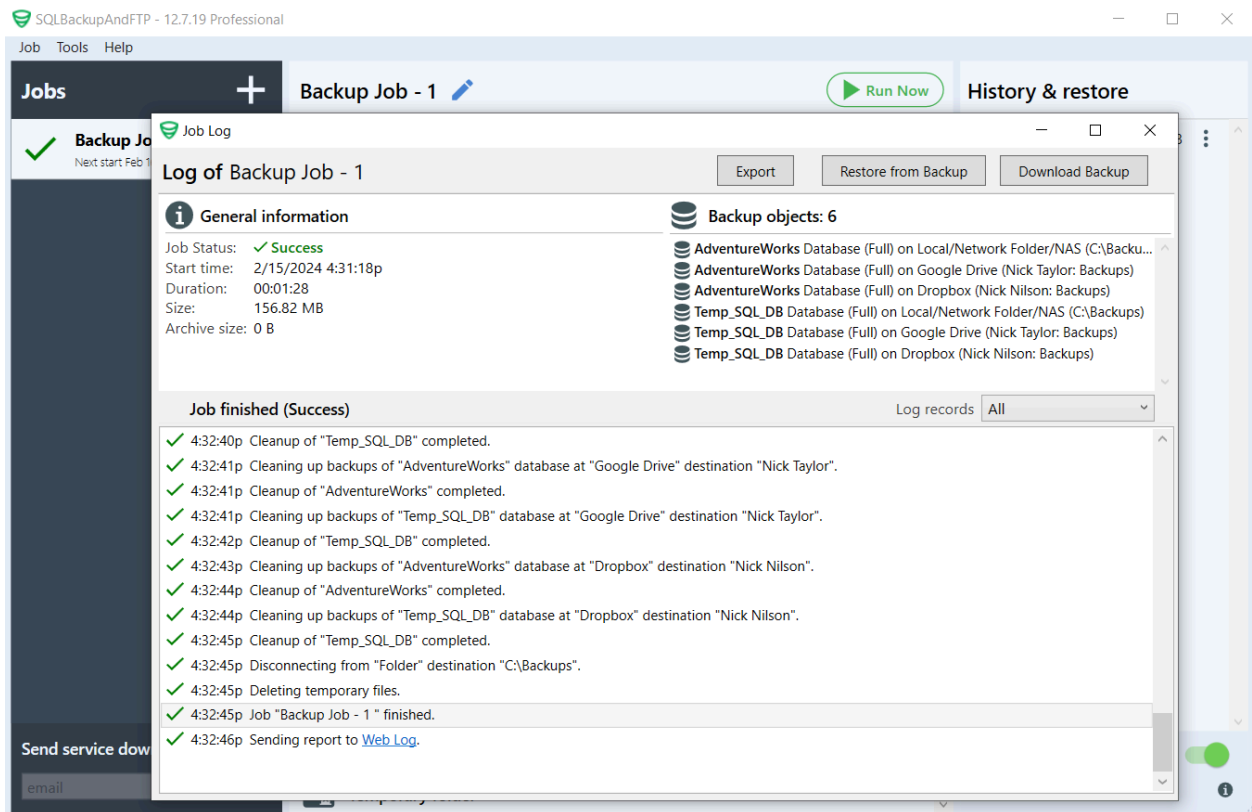 SQLBackupAndFTP - 12.7.19 Professional
Job Tools Help
Jobs
Backup Job - 1
Run Now
History & restore
Backup Jo
Next start Feb 1
Job Log
Log of Backup Job - 1
Export
Restore from Backup
Download Backup
General information
Job Status: Success
Start time: 2/15/2024 4:31:18p
Duration: 00:01:28
Size: 156.82 MB
Archive size: 0 B
Backup objects: 6
AdventureWorks Database (Full) on Local/Network Folder/NAS (C:\Backu...
AdventureWorks Database (Full) on Google Drive (Nick Taylor: Backups)
AdventureWorks Database (Full) on Dropbox (Nick Nilson: Backups)
Temp_SQL_DB Database (Full) on Local/Network Folder/NAS (C:\Backups)
Temp_SQL_DB Database (Full) on Google Drive (Nick Taylor: Backups)
Temp_SQL_DB Database (Full) on Dropbox (Nick Nilson: Backups)
Job finished (Success)
Log records All
4:32:40p Cleanup of "Temp_SQL_DB" completed.
4:32:41p Cleaning up backups of "AdventureWorks" database at "Google Drive" destination "Nick Taylor".
4:32:41p Cleanup of "AdventureWorks" completed.
4:32:41p Cleaning up backups of "Temp_SQL_DB" database at "Google Drive" destination "Nick Taylor".
4:32:42p Cleanup of "Temp_SQL_DB" completed.
4:32:43p Cleaning up backups of "AdventureWorks" database at "Dropbox" destination "Nick Nilson".
4:32:44p Cleanup of "AdventureWorks" completed.
4:32:44p Cleaning up backups of "Temp_SQL_DB" database at "Dropbox" destination "Nick Nilson".
4:32:45p Cleanup of "Temp_SQL_DB" completed.
4:32:45p Disconnecting from "Folder" destination "C:\Backups".
4:32:45p Deleting temporary files.
4:32:45p Job "Backup Job - 1 " finished.
4:32:46p Sending report to Web Log.
Send service dow
email